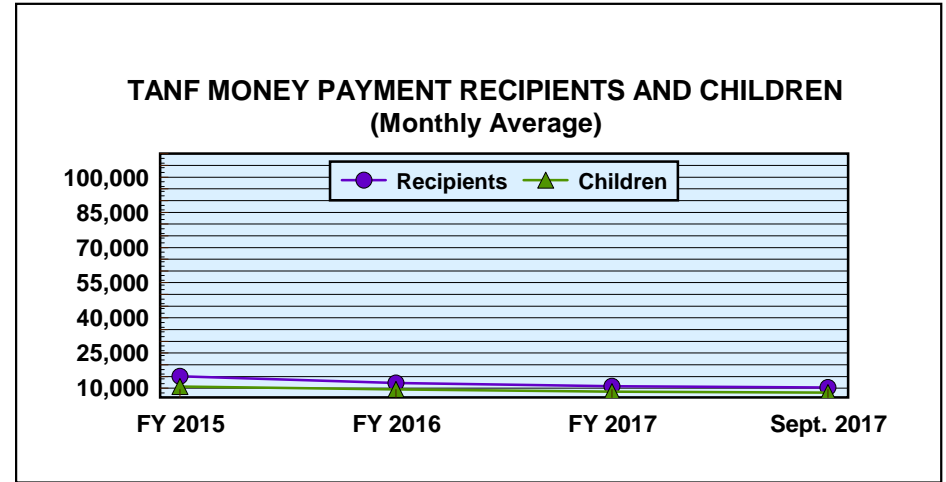 TANF MONEY PAYMENT RECIPIENTS AND CHILDREN
(Monthly Average)
Recipients Children
100,000
85,000
70,000
55,000
40,000
25,000
10,000
FY 2015 FY 2016 FY 2017 Sept. 2017